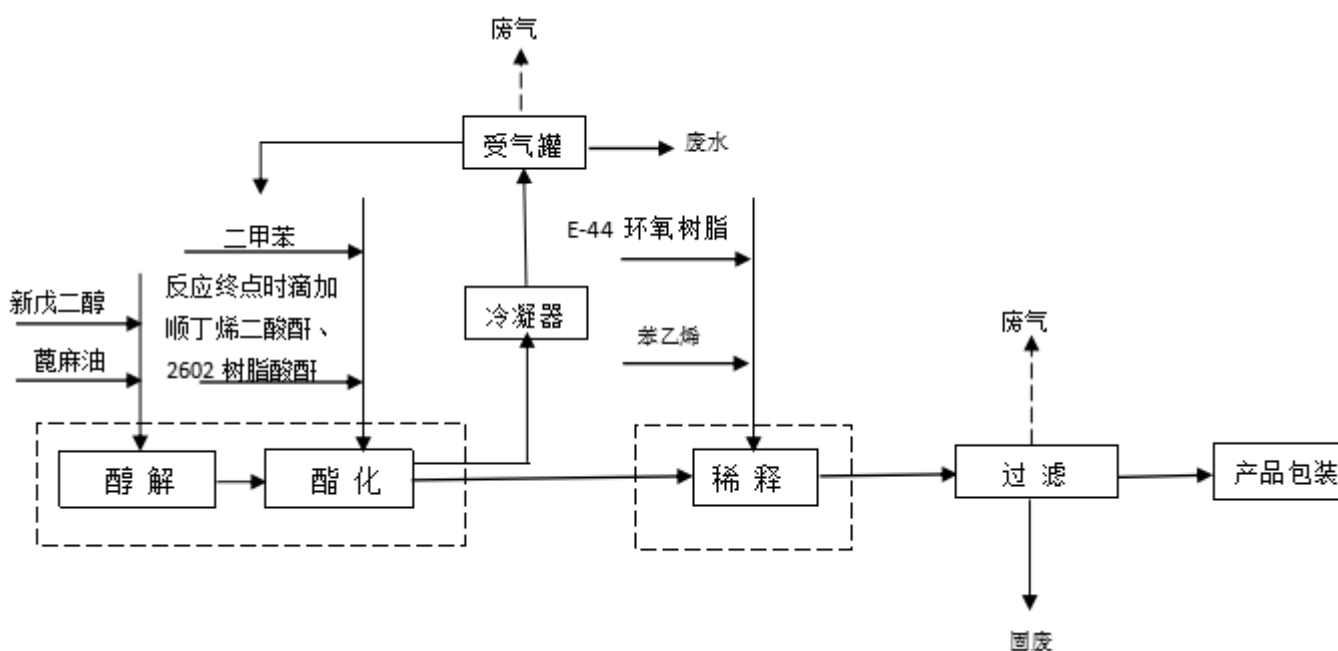 废气
受气罐
废水
二甲苯
E-44 环氧树脂
反应终点时滴加
顺丁烯二酸酐、
2602 树脂酸酐
新戊二醇
蓖麻油
冷凝器
苯乙烯
废气
醇 解
酯 化
稀 释
过 滤
产品包装
固废